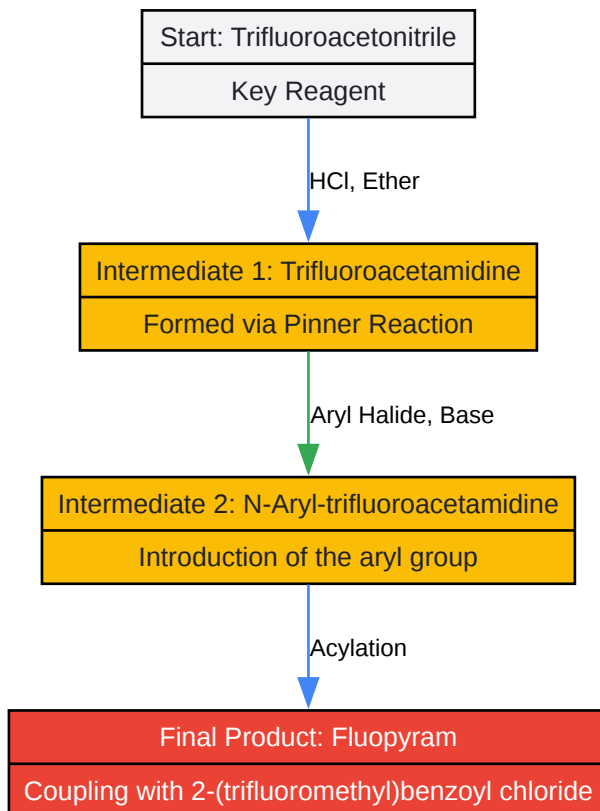 Start: Trifluoroacetonitrile
Key Reagent
HCl, Ether
Intermediate 1: Trifluoroacetamidine
Formed via Pinner Reaction
Aryl Halide, Base
Intermediate 2: N-Aryl-trifluoroacetamidine
Introduction of the aryl group
Acylation
Final Product: Fluopyram
Coupling with 2-(trifluoromethyl)benzoyl chloride